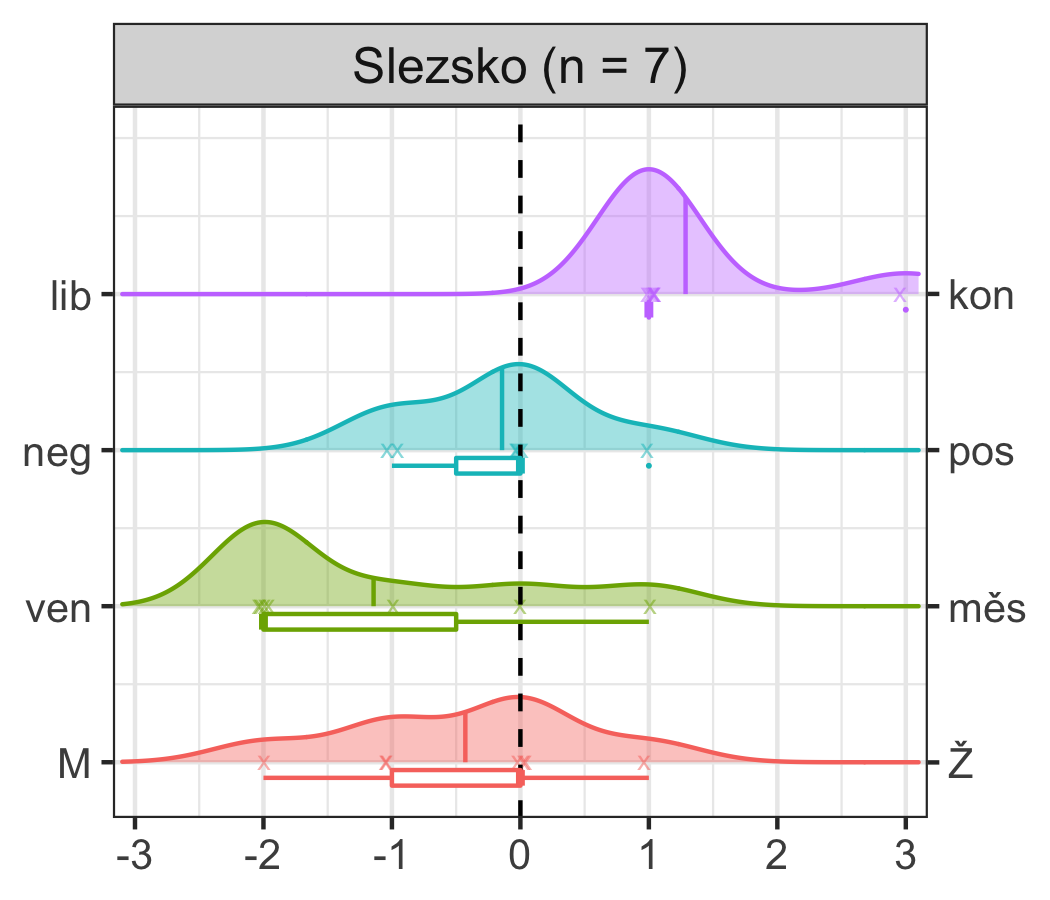 Slezsko (n = 7)
lib kon
neg pos
ven měs
M Ž
-3 -2 -1 0 1 2 3